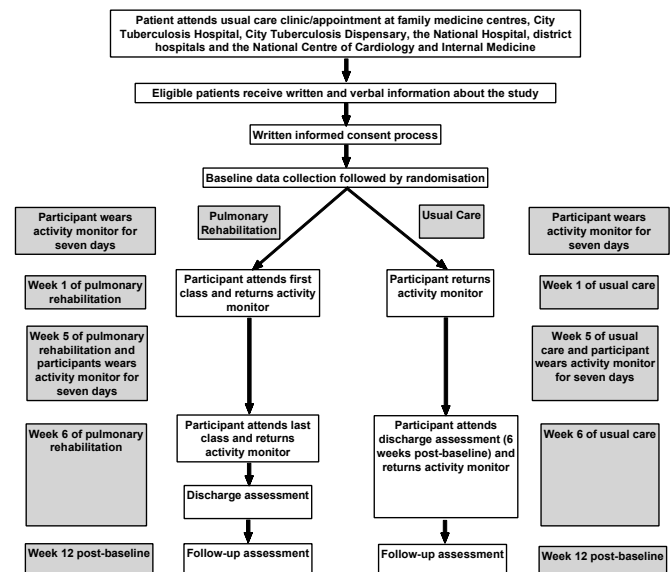 Patient attends usual care clinic/appointment at family medicine centres, City
Tuberculosis Hospital, City Tuberculosis Dispensary, the National Hospital, district
hospitals and the National Centre of Cardiology and Internal Medicine
Eligible patients receive written and verbal information about the study
Written informed consent process
Baseline data collection followed by randomisation
Participant wears
activity monitor for
seven days
Pulmonary
Rehabilitation
Usual Care
Participant wears
activity monitor for
seven days
Week 1 of pulmonary
rehabilitation
Participant attends first
class and returns activity
monitor
Participant returns
activity monitor
Week 1 of usual care
Week 5 of pulmonary
rehabilitation and
participants wears
activity monitor for
seven days
Week 5 of usual
care and participant
wears activity monitor
for seven days
Week 6 of pulmonary
rehabilitation
Participant attends last
class and returns
activity monitor
Participant attends
discharge assessment (6
weeks post-baseline) and
returns activity monitor
Week 6 of usual care
Discharge assessment
Week 12 post-baseline
Follow-up assessment
Follow-up assessment
Week 12 post-baseline